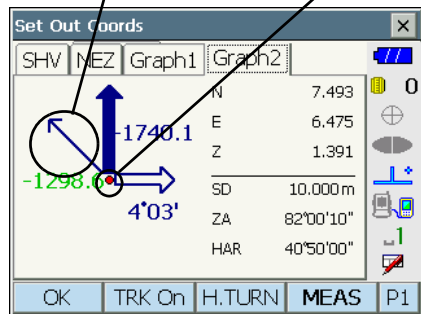 Set Out Coords
SHV NEZ Graph1 Graph2
0
N 7.493
E 6.475
Z 1.391
SD 10.000 m
ZA 82°00'10"
HAR 40°50'00"
-1740.1
-1298.6
4°03'
1
OK TRK On H.TURN MEAS P1